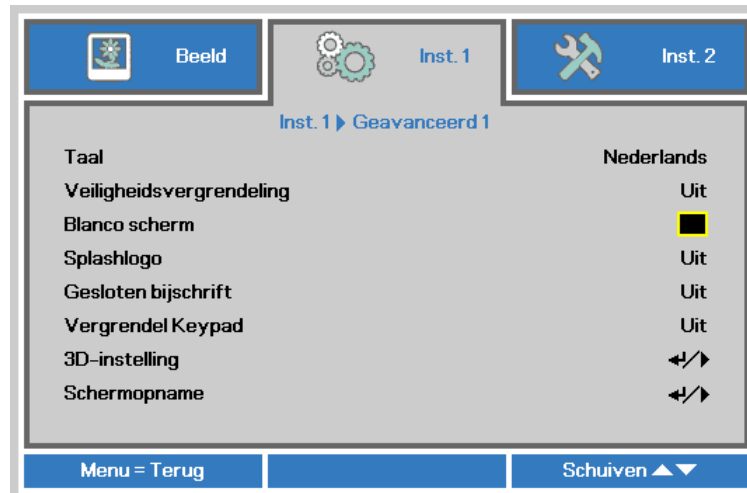 Beeld
Inst. 1
Inst. 2
Inst. 1 Geavanceerd 1
Taal Nederlands
Veiligheidsvergrendeling Uit
Blanco scherm
Splashlogo Uit
Gesloten bijschrift Uit
Vergrendel Keypad Uit
3D-instelling
Schermopname
Menu = Terug
Schuiven